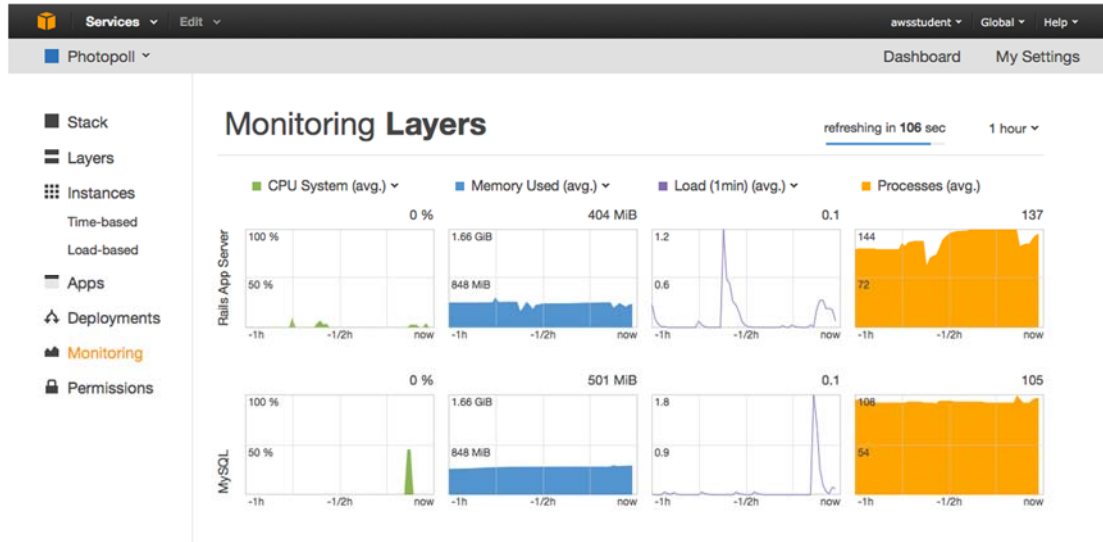 Services Edit awsstudent Global Help
Photopoll Dashboard My Settings
Stack
Layers
Instances
Time-based
Load-based
Apps
Deployments
Monitoring
Permissions
Monitoring Layers
refreshing in 106 sec 1 hour
CPU System (avg.) Memory Used (avg.) Load (1min) (avg.) Processes (avg.)
Rails App Server
0 % 404 MiB 0.1 137
100 % 1.66 GiB 1.2 144
50 % 848 MiB 0.6 72
-1h -1/2h now -1h -1/2h now -1h -1/2h now -1h -1/2h now
MySQL
0 % 501 MiB 0.1 105
100 % 1.66 GiB 1.8 108
50 % 848 MiB 0.9 54
-1h -1/2h now -1h -1/2h now -1h -1/2h now -1h -1/2h now